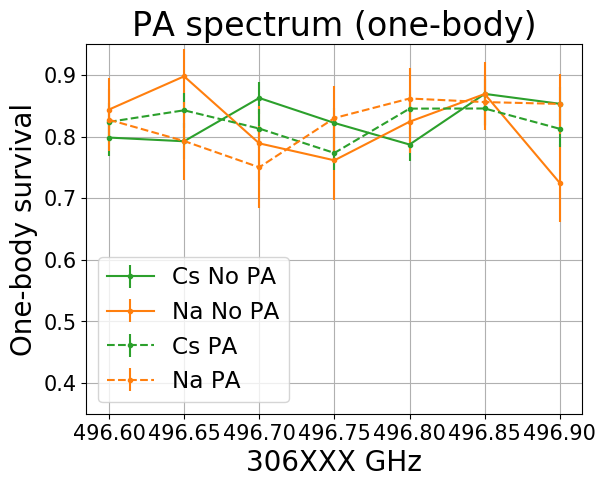 PA spectrum (one-body)
One-body survival
0.9
0.8
0.7
0.6
0.5
0.4
Cs No PA
Na No PA
Cs PA
Na PA
496.60 496.65 496.70 496.75 496.80 496.85 496.90
306XXX GHz